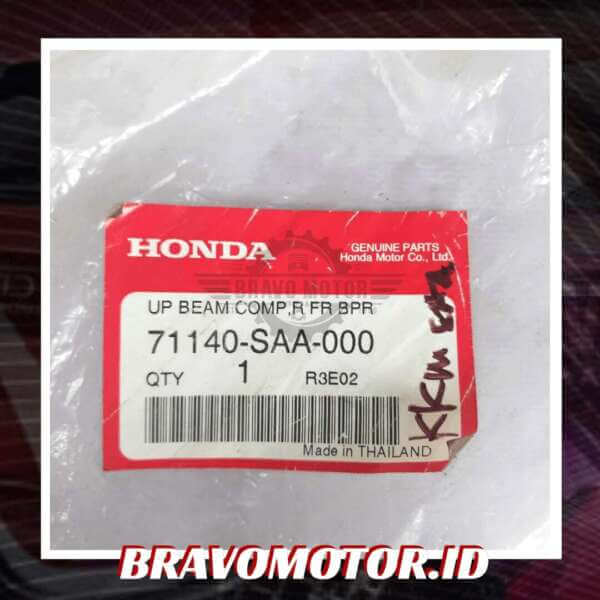 HONDA
GENUINE PARTS
Honda Motor Co., Ltd.
BRAVO MOTOR
UP BEAM COMP,R FR BPR
71140-SAA-000
QTY 1 R3E02
Made in THAILAND
BRAVOMOTOR.ID